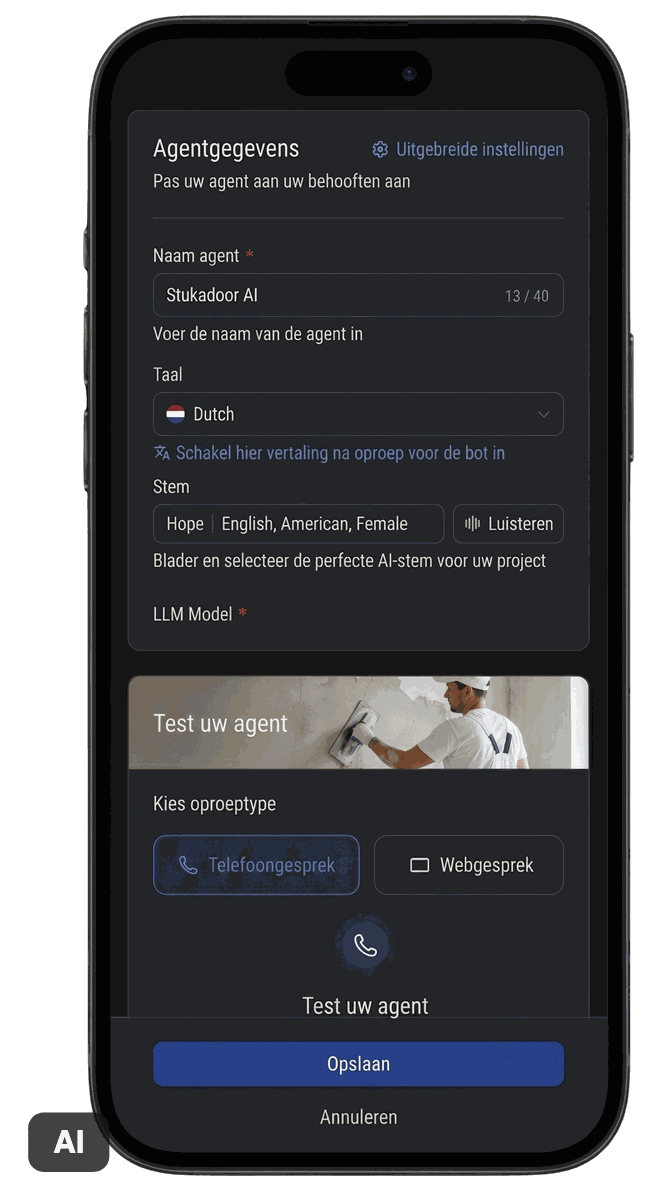 Agentgegevens
Uitgebreide instellingen
Pas uw agent aan uw behooften aan
Naam agent *
Stukadoor AI
13 / 40
Voer de naam van de agent in
Taal
Dutch
Schakel hier vertaling na oproep voor de bot in
Stem
Hope | English, American, Female
Luisteren
Blader en selecteer de perfecte AI-stem voor uw project
LLM Model *
Test uw agent
Kies oproeptype
Telefoongesprek
Webgesprek
Test uw agent
Opslaan
Annuleren
AI